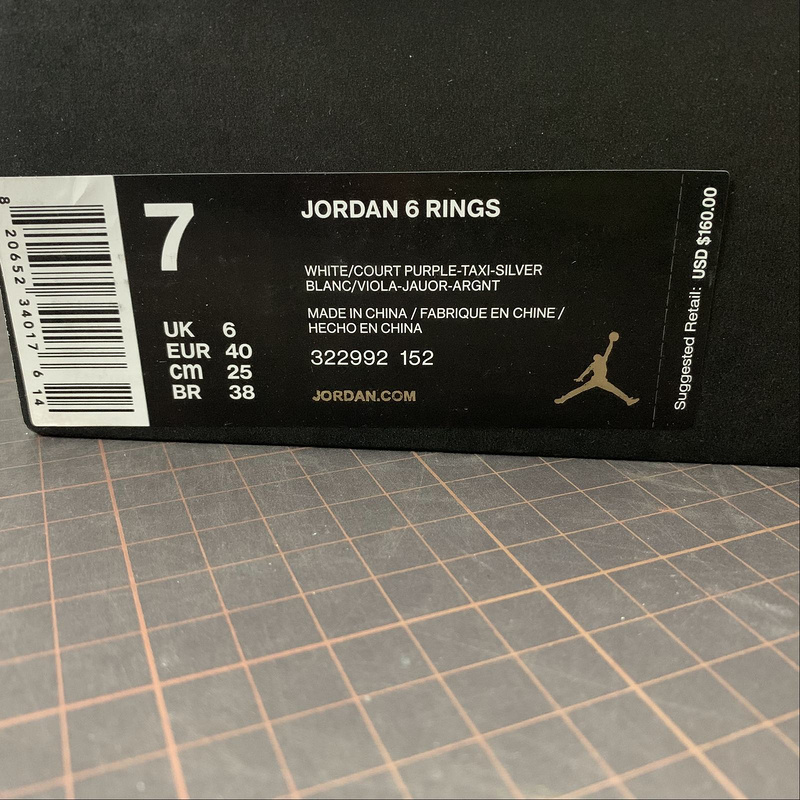 7
JORDAN 6 RINGS
WHITE/COURT PURPLE-TAXI-SILVER
BLANC/VIOLA-JAUOR-ARGNT
MADE IN CHINA / FABRIQUE EN CHINE /
HECHO EN CHINA
UK 6
EUR 40
cm 25
BR 38
322992 152
JORDAN.COM
Suggested Retail: USD $160.00
8 20652 34017 6 14